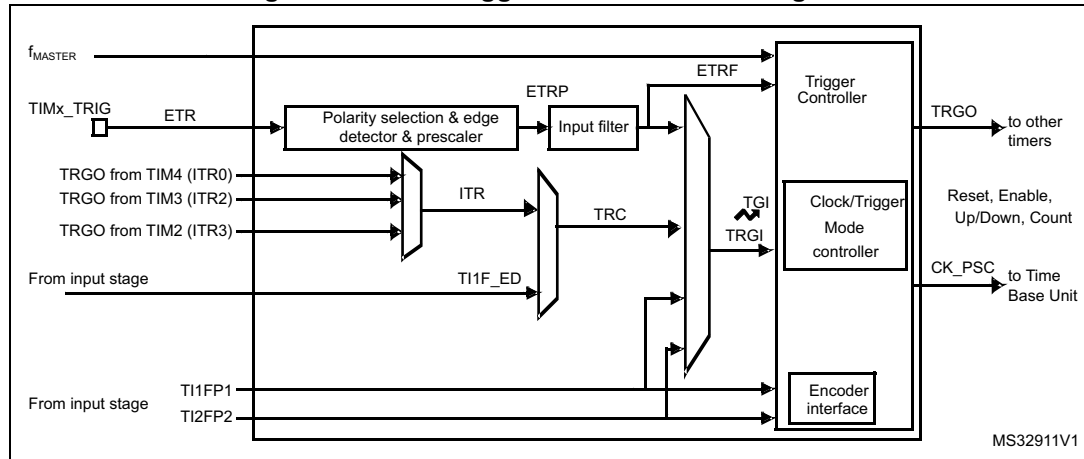 fMASTER
ETRF
Trigger
Controller
TIMx_TRIG
ETR
ETRP
Polarity selection & edge
detector & prescaler
Input filter
TRGO
to other
timers
TRGO from TIM4 (ITR0)
TRGO from TIM3 (ITR2)
TRGO from TIM2 (ITR3)
ITR
TRC
TGI
TRGI
Clock/Trigger
Mode
controller
Reset, Enable,
Up/Down, Count
From input stage
TI1F_ED
CK_PSC
to Time
Base Unit
From input stage
TI1FP1
TI2FP2
Encoder
interface
MS32911V1